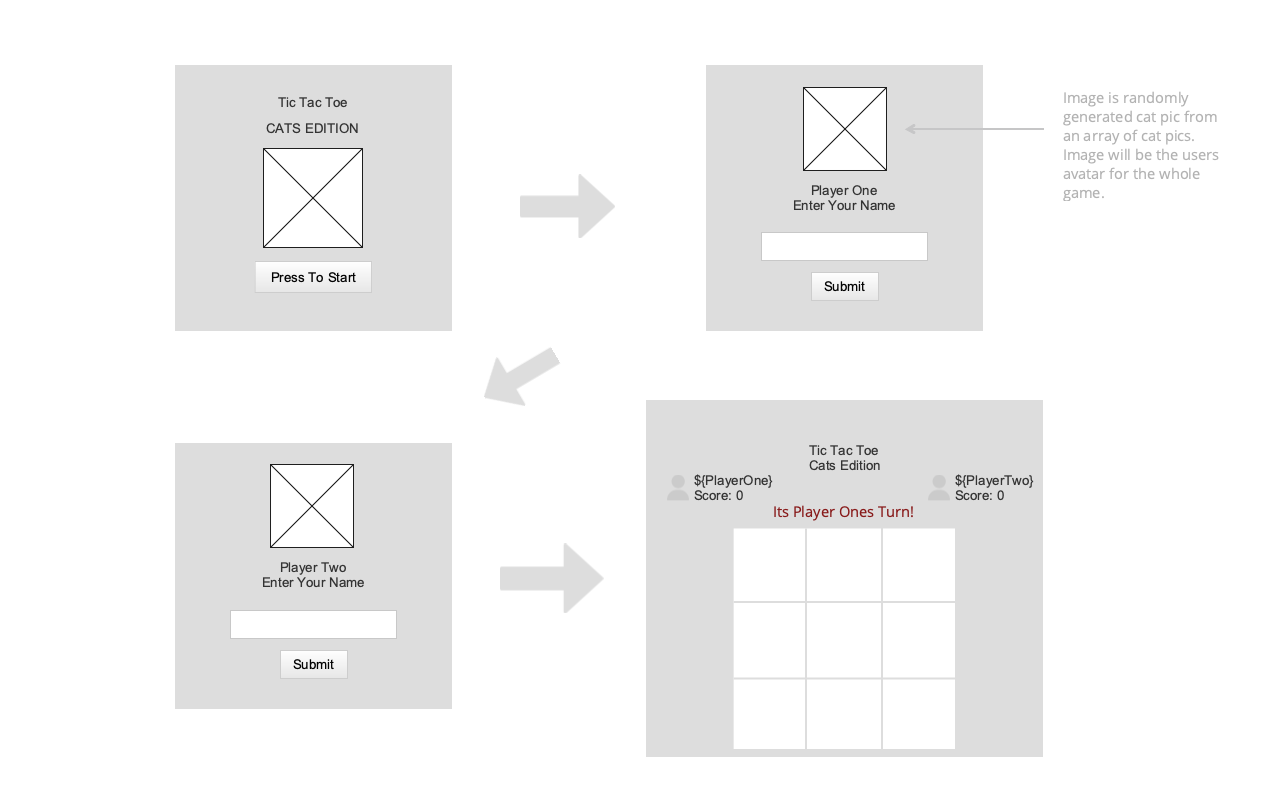 Tic Tac Toe
CATS EDITION
Press To Start
Player One
Enter Your Name
Submit
Image is randomly
generated cat pic from
an array of cat pics.
Image will be the users
avatar for the whole
game.
Player Two
Enter Your Name
Submit
Tic Tac Toe
Cats Edition
${PlayerOne}
Score: 0
${PlayerTwo}
Score: 0
Its Player Ones Turn!